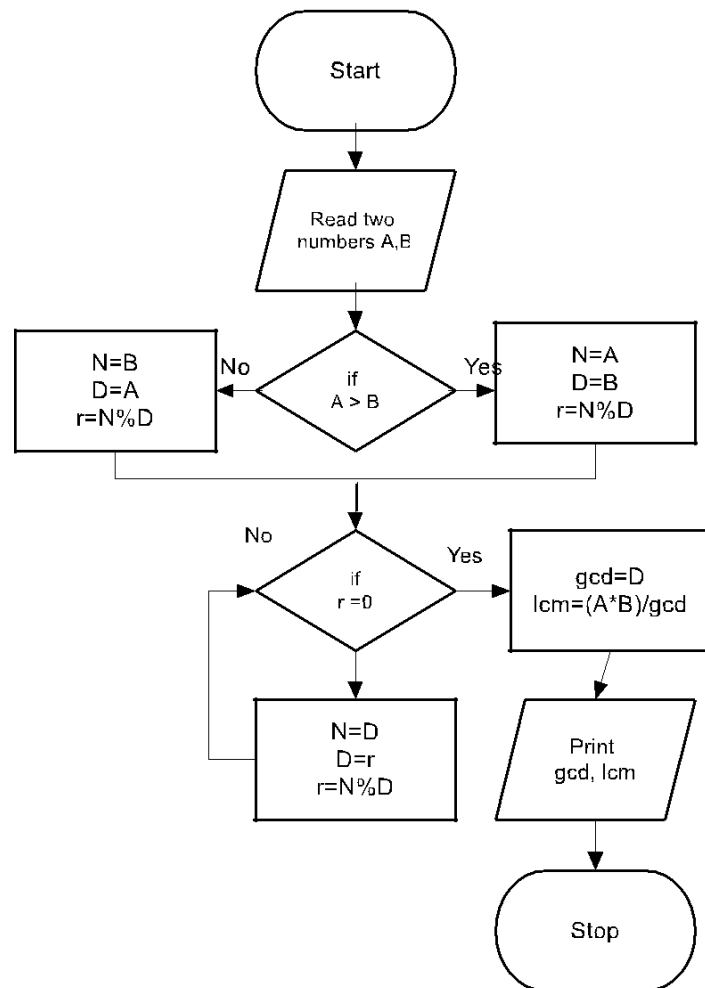 Start
Read two
numbers A,B
if
A > B
No
Yes
N=B
D=A
r=N%D
N=A
D=B
r=N%D
No
Yes
if
r =0
gcd=D
lcm=(A*B)/gcd
N=D
D=r
r=N%D
Print
gcd, lcm
Stop